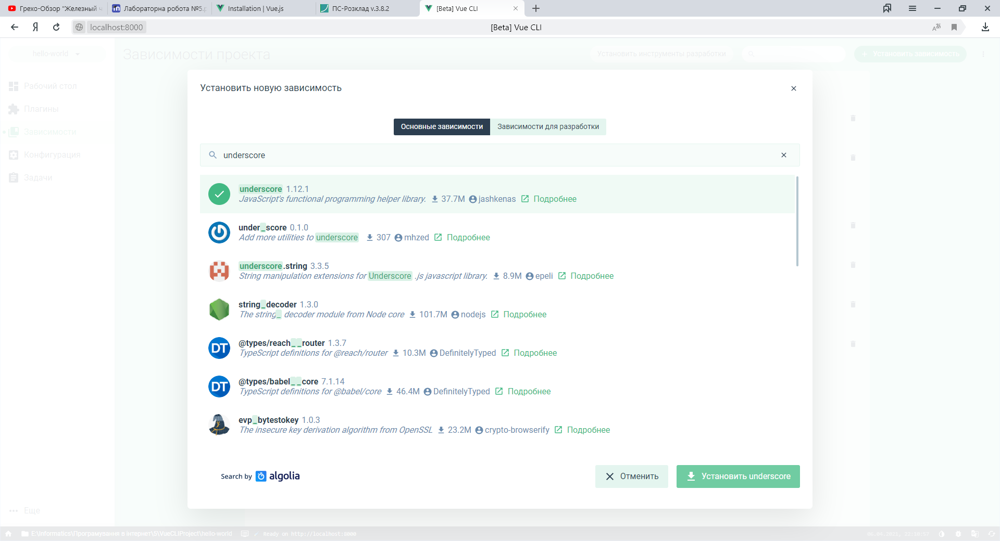 Грехо-Обзор "Железный ч
Лабораторна робота №5.р
Installation | Vue.js
ПС-Розклад v.3.8.2
[Beta] Vue CLI
localhost:8000
[Beta] Vue CLI
hello-world
Зависимости проекта
Установить инструменты разработки
Установить зависимость
Рабочий стол
Плагины
Зависимости
Конфигурация
Задачи
Еще
Установить новую зависимость
Основные зависимости
Зависимости для разработки
underscore
underscore 1.12.1
JavaScript's functional programming helper library. 37.7M jashkenas Подробнее
under_score 0.1.0
Add more utilities to underscore 307 mhzed Подробнее
underscore.string 3.3.5
String manipulation extensions for Underscore .js javascript library. 8.9M epeli Подробнее
string_decoder 1.3.0
The string_ decoder module from Node core 101.7M nodejs Подробнее
@types/reach__router 1.3.7
TypeScript definitions for @reach/router 10.3M DefinitelyTyped Подробнее
@types/babel__core 7.1.14
TypeScript definitions for @babel/core 46.4M DefinitelyTyped Подробнее
evp_bytestokey 1.0.3
The insecure key derivation algorithm from OpenSSL 23.2M crypto-browserify Подробнее
Search by algolia
Отменить
Установить underscore
E:\Informatics\Програмування в інтернет\5\VueCLIProject\hello-world
Ready on http://localhost:8000
06.04.2021, 22:10:57